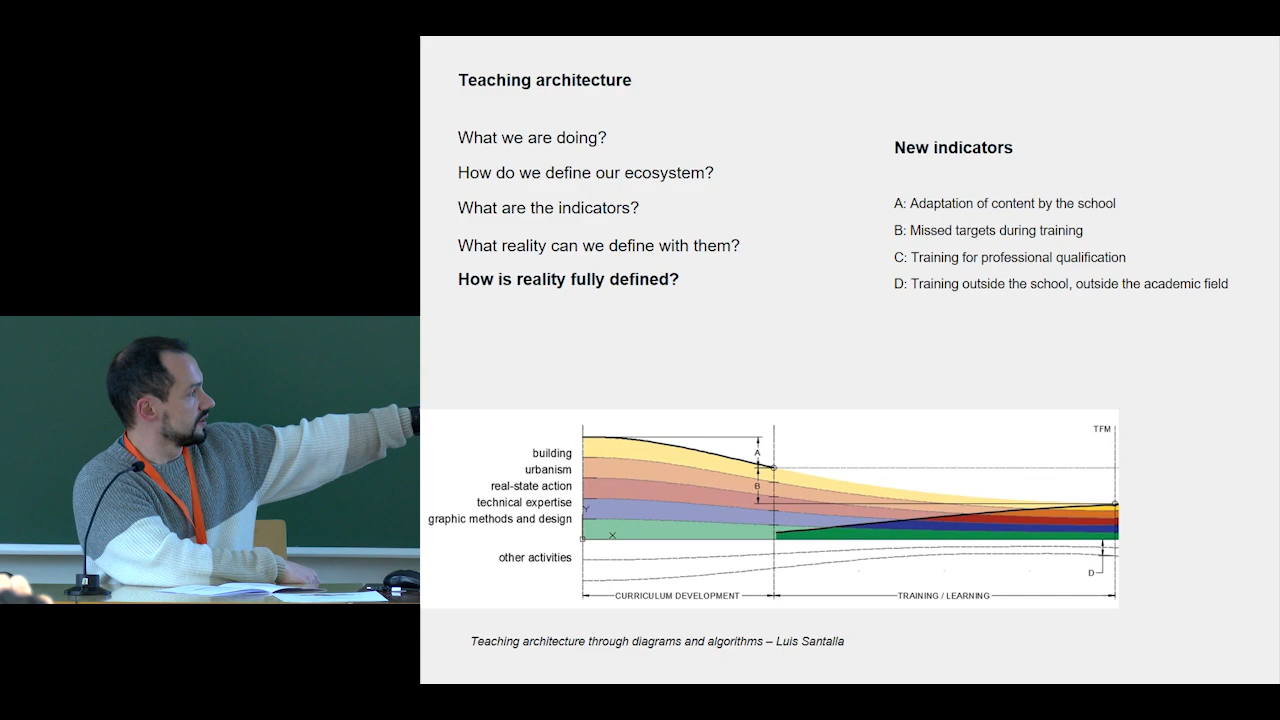 Teaching architecture
What we are doing?
How do we define our ecosystem?
What are the indicators?
What reality can we define with them?
How is reality fully defined?
New indicators
A: Adaptation of content by the school
B: Missed targets during training
C: Training for professional qualification
D: Training outside the school, outside the academic field
building
urbanism
real-state action
technical expertise
graphic methods and design
other activities
Y
X
A
B
TFM
D
CURRICULUM DEVELOPMENT
TRAINING / LEARNING
Teaching architecture through diagrams and algorithms – Luis Santalla